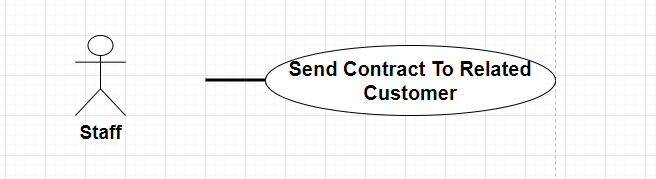 Send Contract To Related
Customer
Staff